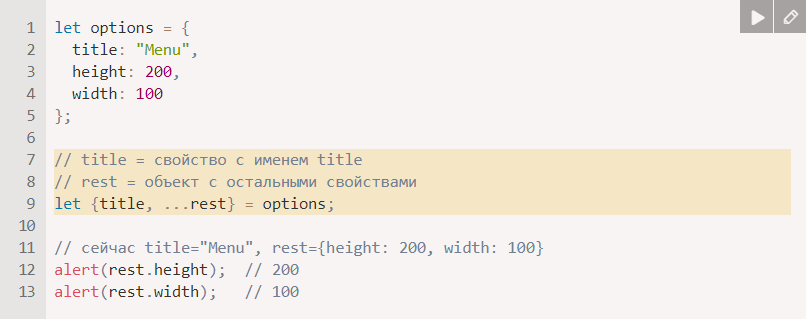 1 let options = {
2   title: "Menu",
3   height: 200,
4   width: 100
5 };
6
7 // title = свойство с именем title
8 // rest = объект с остальными свойствами
9 let {title, ...rest} = options;
10
11 // сейчас title="Menu", rest={height: 200, width: 100}
12 alert(rest.height);  // 200
13 alert(rest.width);   // 100